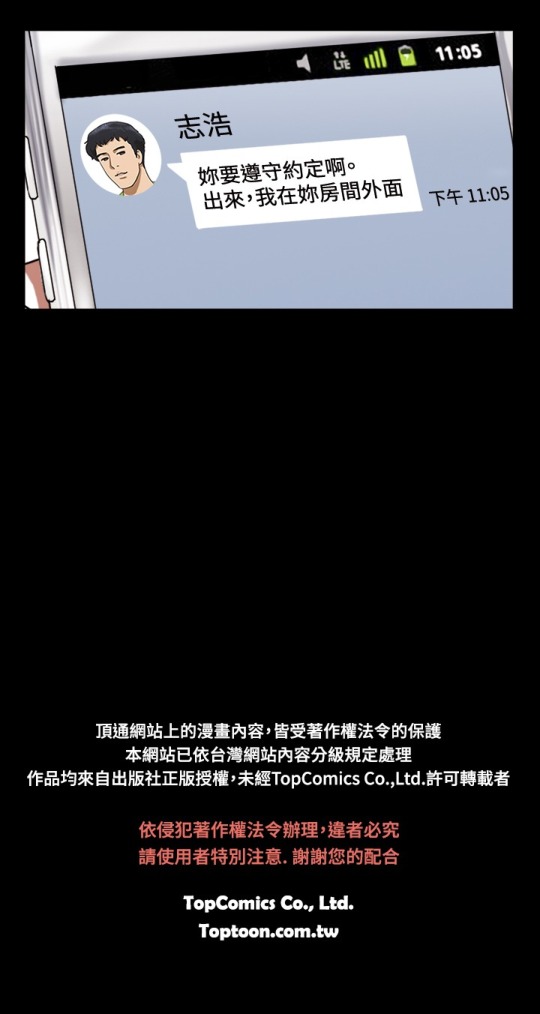 11:05
LTE
志浩
妳要遵守約定啊。
出來，我在妳房間外面
下午 11:05
頂通網站上的漫畫內容，皆受著作權法令的保護
本網站已依台灣網站內容分級規定處理
作品均來自出版社正版授權，未經TopComics Co.,Ltd.許可轉載者
依侵犯著作權法令辦理，違者必究
請使用者特別注意. 謝謝您的配合
TopComics Co., Ltd.
Toptoon.com.tw